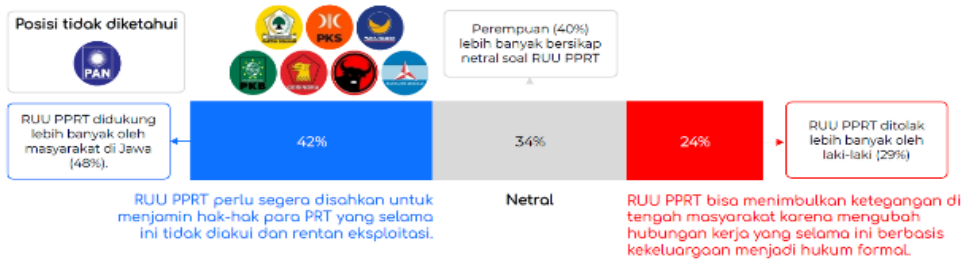 Posisi tidak diketahui
PAN
PKS
PKB
GERINDRA
Perempuan (40%)
lebih banyak bersikap
netral soal RUU PPRT
RUU PPRT didukung
lebih banyak oleh
masyarakat di Jawa
(48%).
42%
34%
24%
RUU PPRT ditolak
lebih banyak oleh
laki-laki (29%)
RUU PPRT perlu segera disahkan untuk
menjamin hak-hak para PRT yang selama
ini tidak diakui dan rentan eksploitasi.
Netral
RUU PPRT bisa menimbulkan ketegangan di
tengah masyarakat karena mengubah
hubungan kerja yang selama ini berbasis
kekeluargaan menjadi hukum formal.